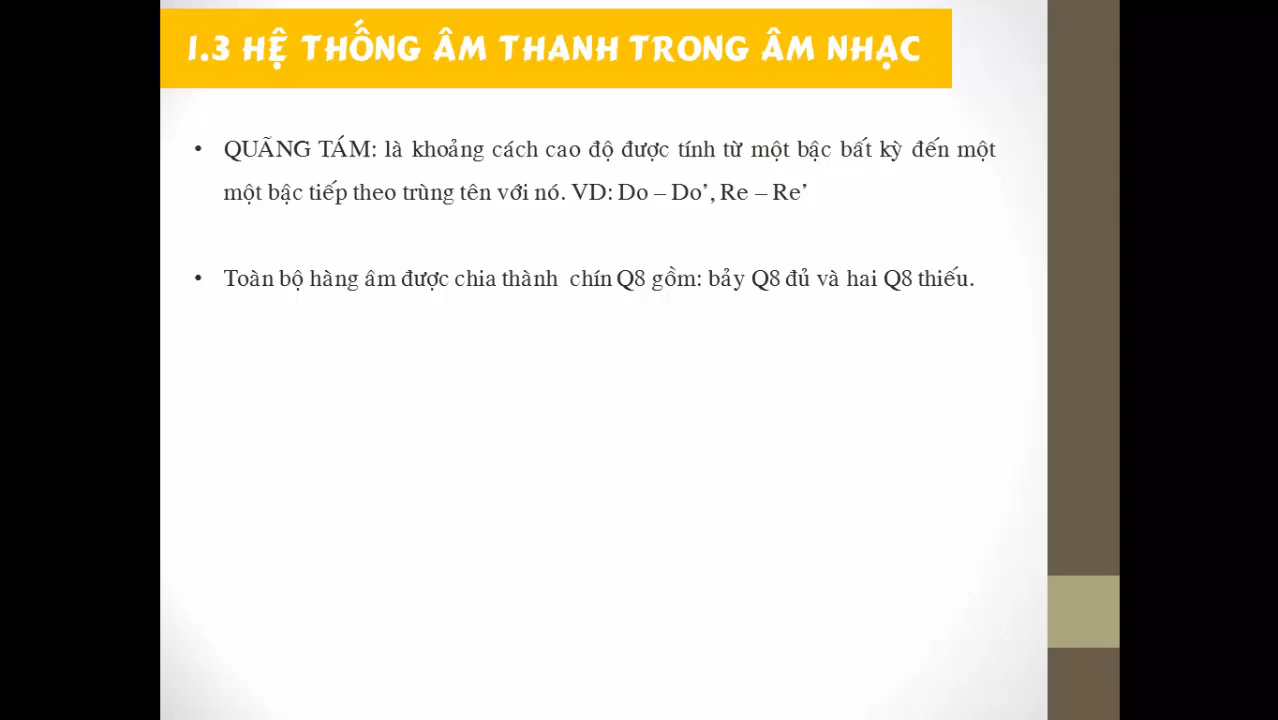 1.3 HỆ THỐNG ÂM THANH TRONG ÂM NHẠC
• QUÃNG TÁM: là khoảng cách cao độ được tính từ một bậc bất kỳ đến một
một bậc tiếp theo trùng tên với nó. VD: Do – Do’, Re – Re’
• Toàn bộ hàng âm được chia thành chín Q8 gồm: bảy Q8 đủ và hai Q8 thiếu.